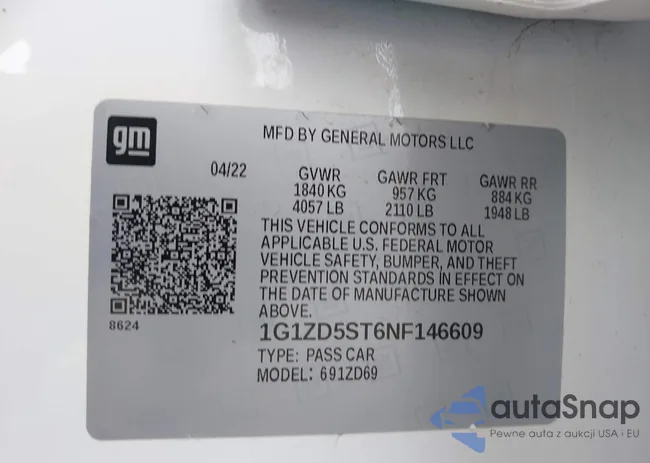 gm
MFD BY GENERAL MOTORS LLC
04/22 GVWR GAWR FRT GAWR RR
1840 KG 957 KG 884 KG
4057 LB 2110 LB 1948 LB
THIS VEHICLE CONFORMS TO ALL
APPLICABLE U.S. FEDERAL MOTOR
VEHICLE SAFETY, BUMPER, AND THEFT
PREVENTION STANDARDS IN EFFECT ON
THE DATE OF MANUFACTURE SHOWN
ABOVE.
8624
1G1ZD5ST6NF146609
TYPE: PASS CAR
MODEL: 691ZD69
autaSnap
Pewne auta z aukcji USA i EU